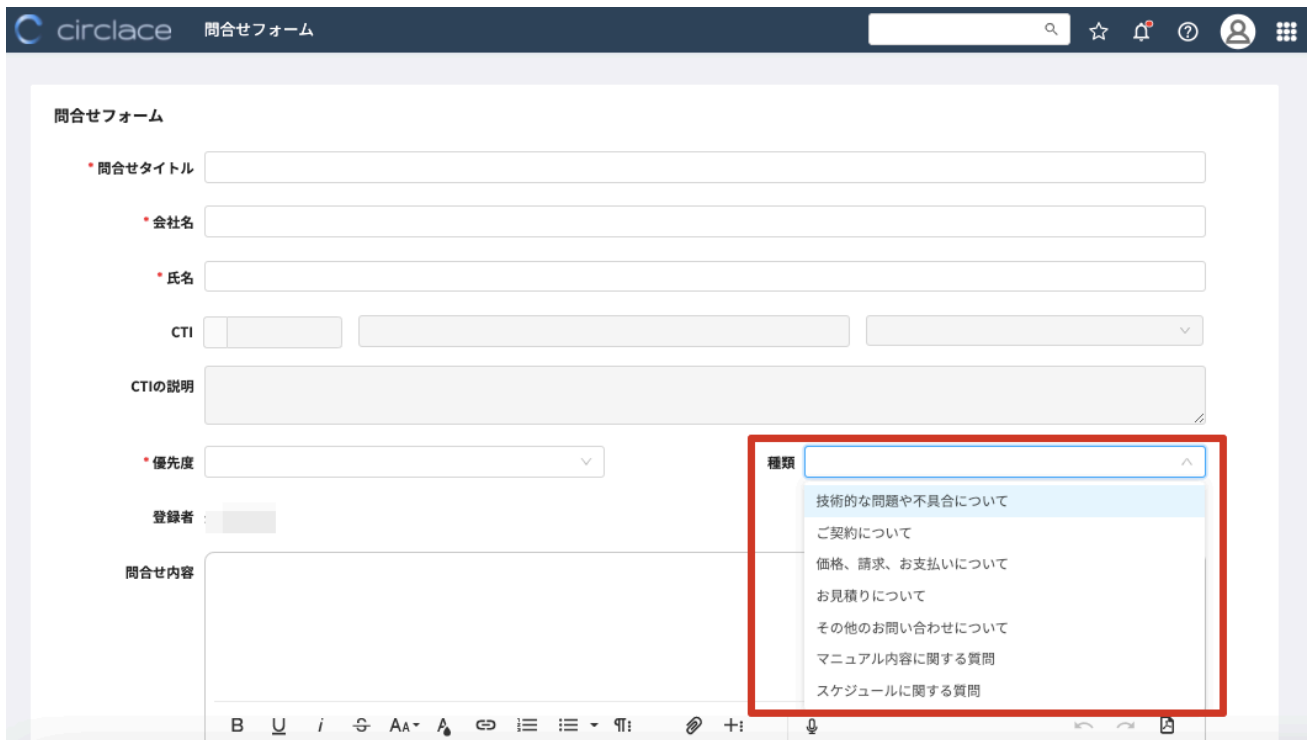 circlace 問合せフォーム
問合せフォーム
*問合せタイトル
*会社名
*氏名
CTI
CTIの説明
*優先度
種類
技術的な問題や不具合について
ご契約について
価格、請求、お支払いについて
お見積りについて
その他のお問い合わせについて
マニュアル内容に関する質問
スケジュールに関する質問
登録者
問合せ内容